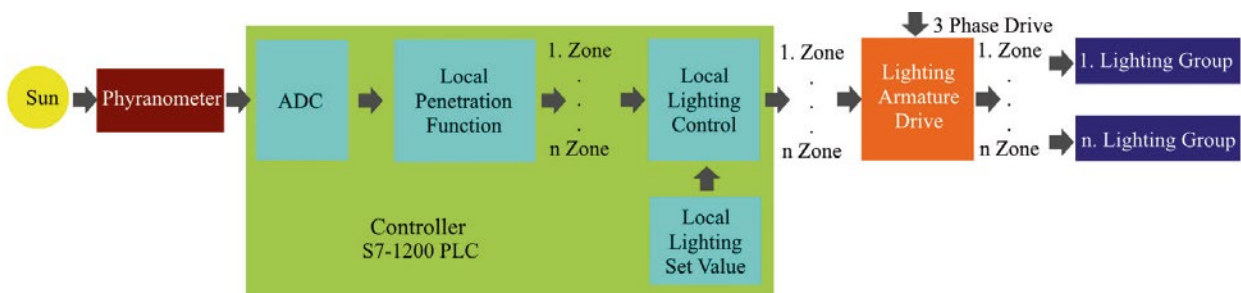 Sun
Phyranometer
ADC
Local
Penetration
Function
1. Zone
.
.
n Zone
Local
Lighting
Control
Local
Lighting
Set Value
Controller
S7-1200 PLC
1. Zone
.
.
.
n Zone
3 Phase Drive
Lighting
Armature
Drive
1. Zone
.
.
.
n Zone
1. Lighting Group
n. Lighting Group